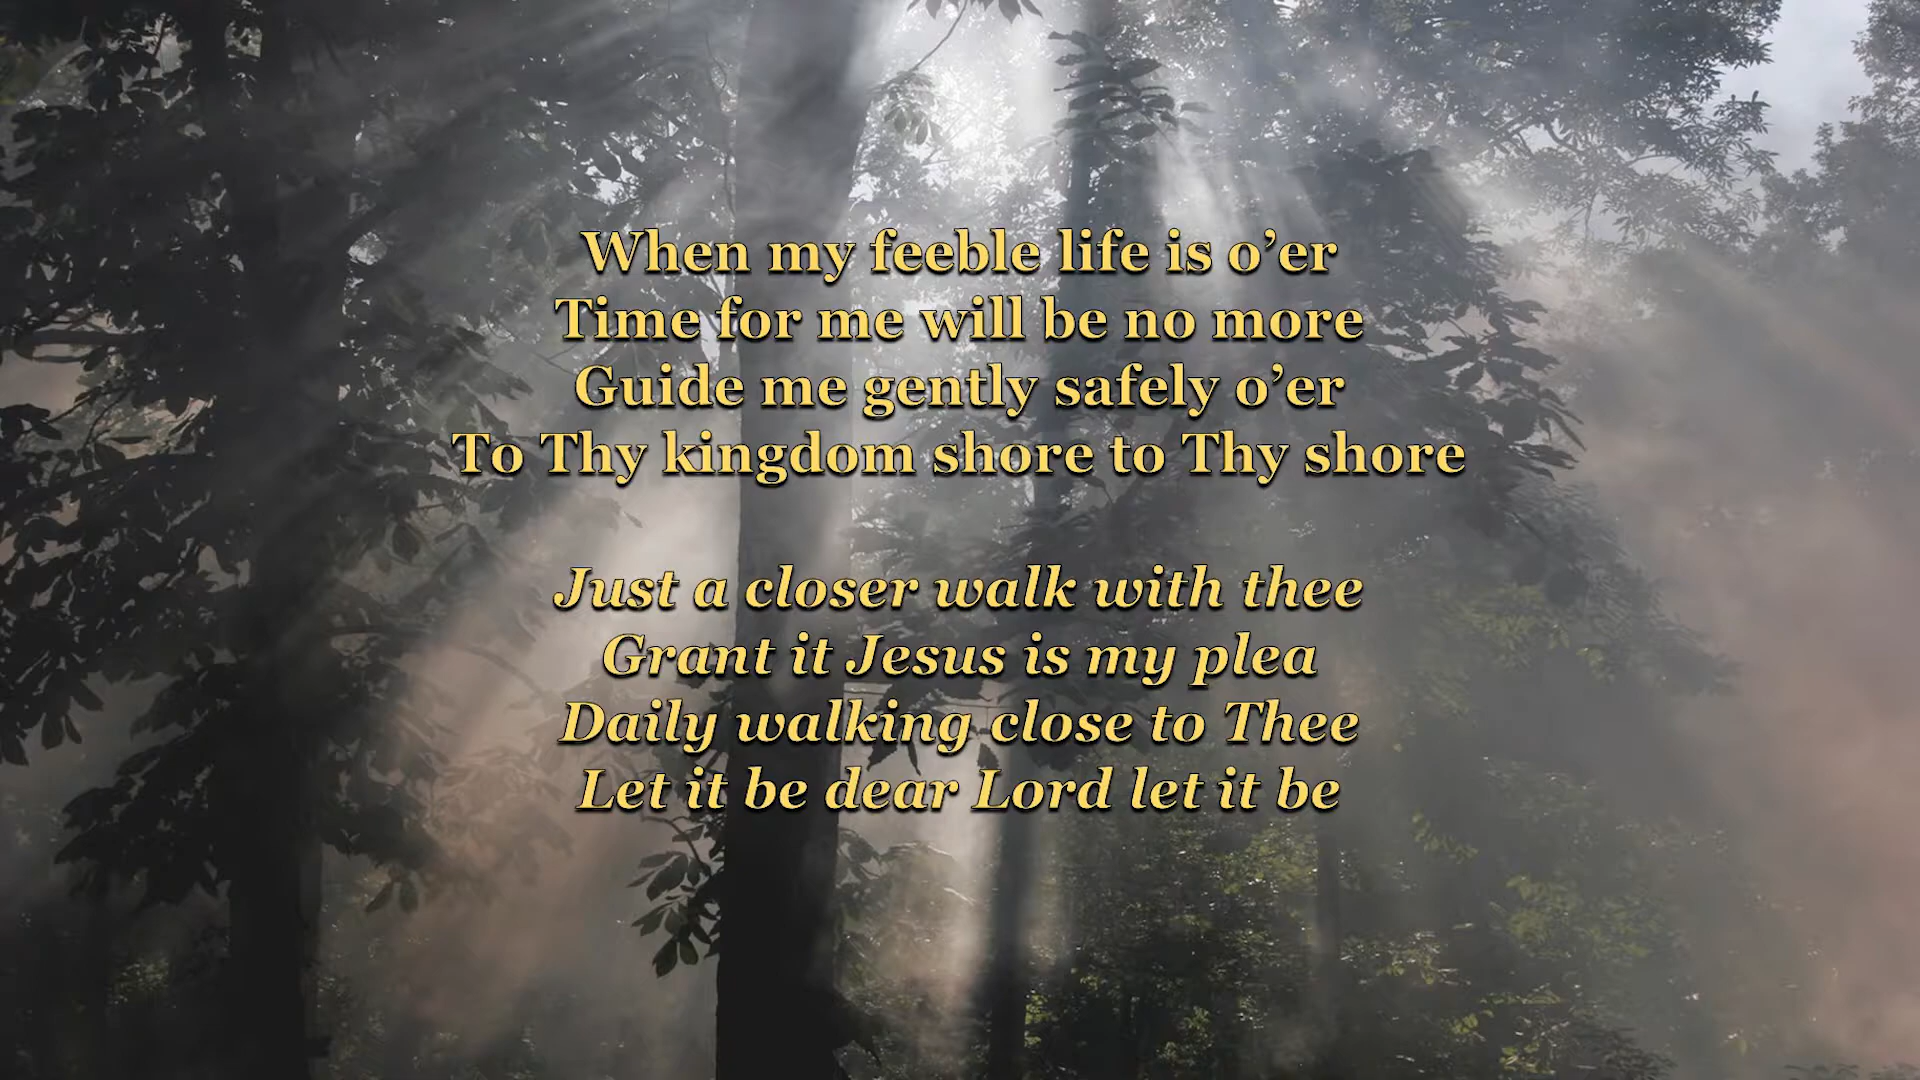 When my feeble life is o’er
Time for me will be no more
Guide me gently safely o’er
To Thy kingdom shore to Thy shore
Just a closer walk with thee
Grant it Jesus is my plea
Daily walking close to Thee
Let it be dear Lord let it be